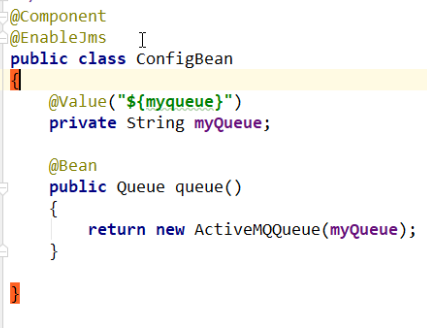 @Component
@EnableJms
public class ConfigBean
{
    @Value("${myqueue}")
    private String myQueue;
    @Bean
    public Queue queue()
    {
        return new ActiveMQQueue(myQueue);
    }
}